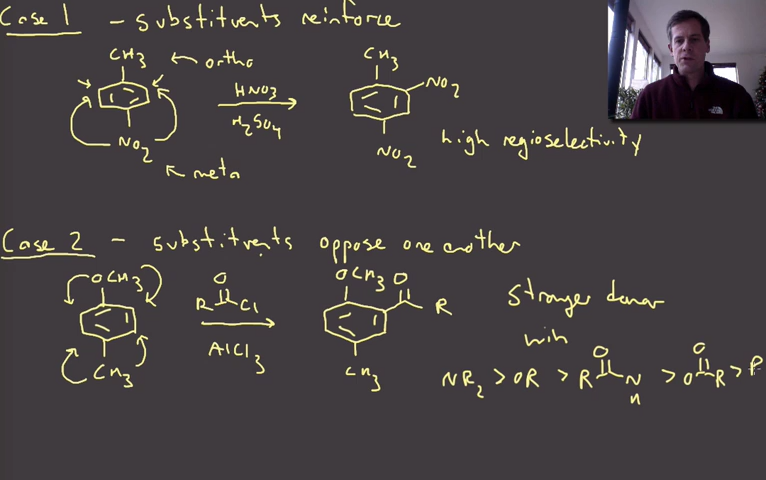 Case 1 - substituents reinforce
CH3 ← ortho
HNO3
H2SO4
NO2
← meta
CH3
NO2
NO2
high regioselectivity
Case 2 - substituents oppose one another
OCH3
CH3
O
R Cl
AlCl3
OCH3 O
R
CH3
Stronger donor
win
NR2 > OR > R O N H > O O R >